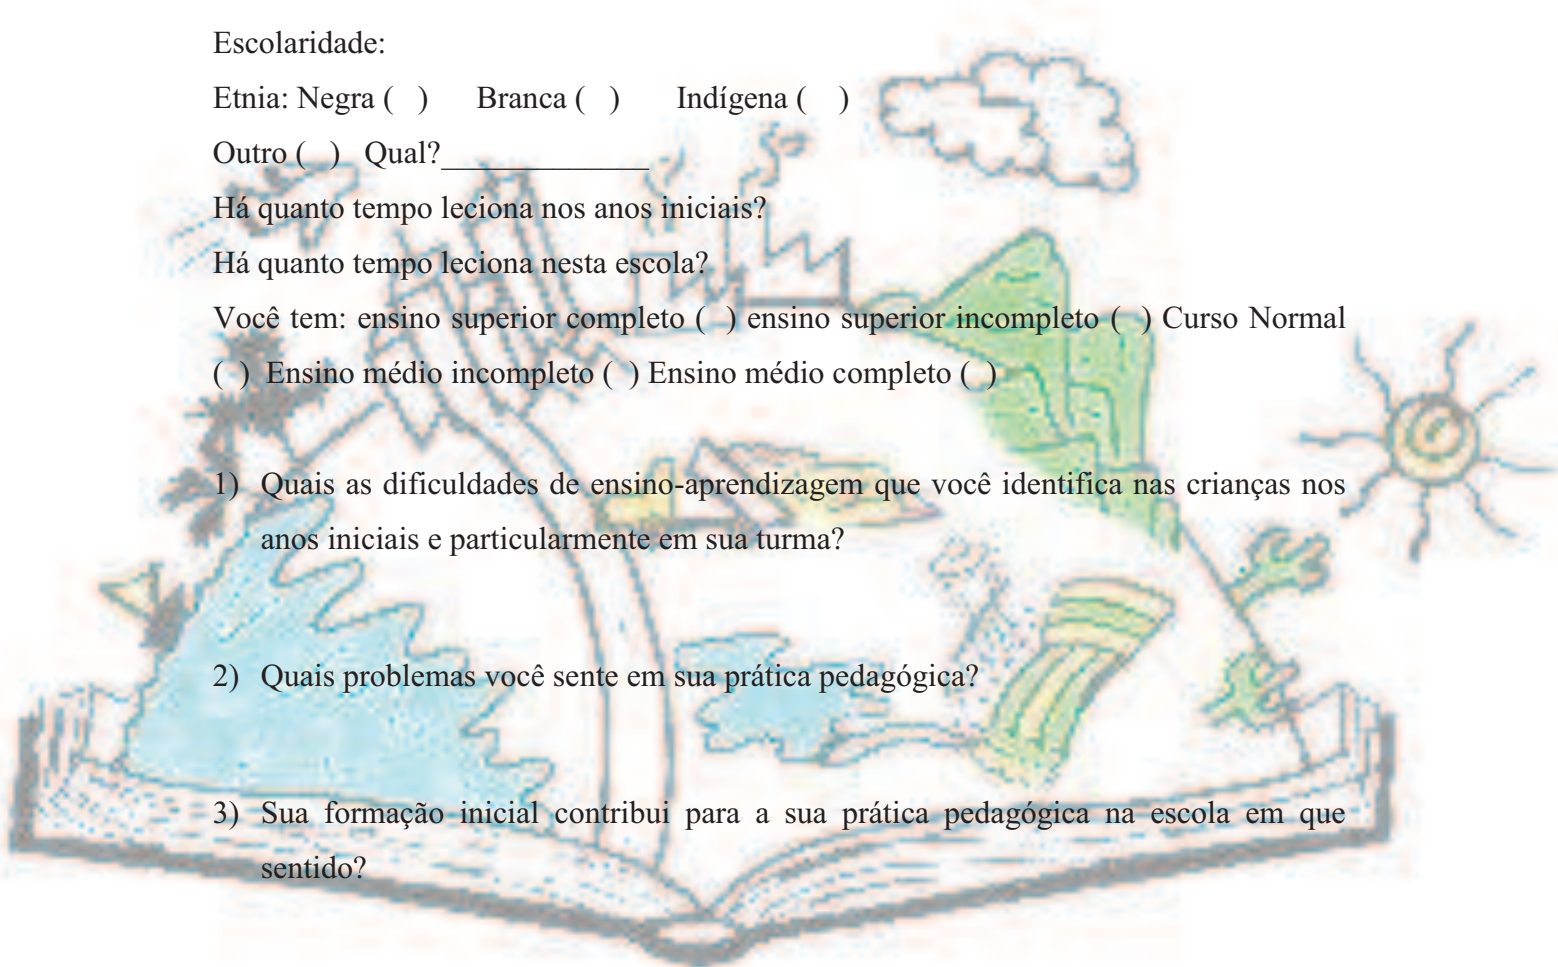 Escolaridade:
Etnia: Negra (   )      Branca (   )       Indígena (    )
Outro (   )   Qual?_____________
Há quanto tempo leciona nos anos iniciais?
Há quanto tempo leciona nesta escola?
Você tem: ensino superior completo (  ) ensino superior incompleto (  ) Curso Normal
(  )  Ensino médio incompleto (  ) Ensino médio completo (  )
1) Quais as dificuldades de ensino-aprendizagem que você identifica nas crianças nos
anos iniciais e particularmente em sua turma?
2) Quais problemas você sente em sua prática pedagógica?
3) Sua formação inicial contribui para a sua prática pedagógica na escola em que
sentido?